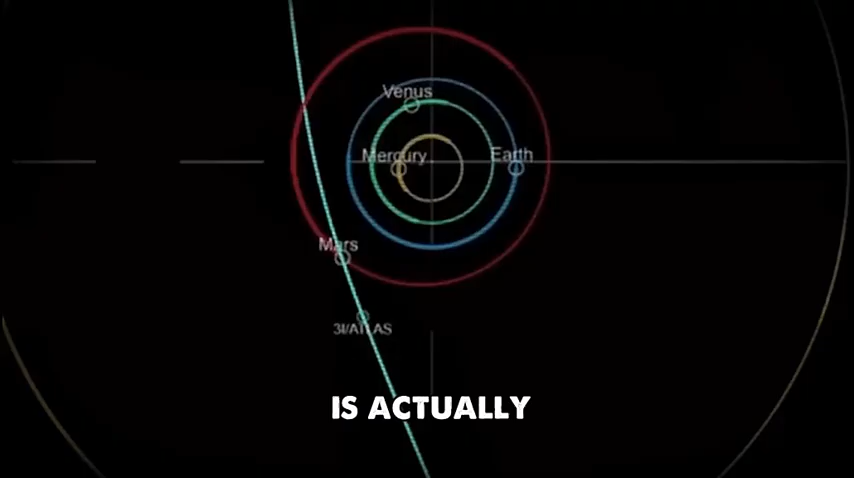 Venus
Mercury
Earth
Mars
3I/ATLAS
IS ACTUALLY